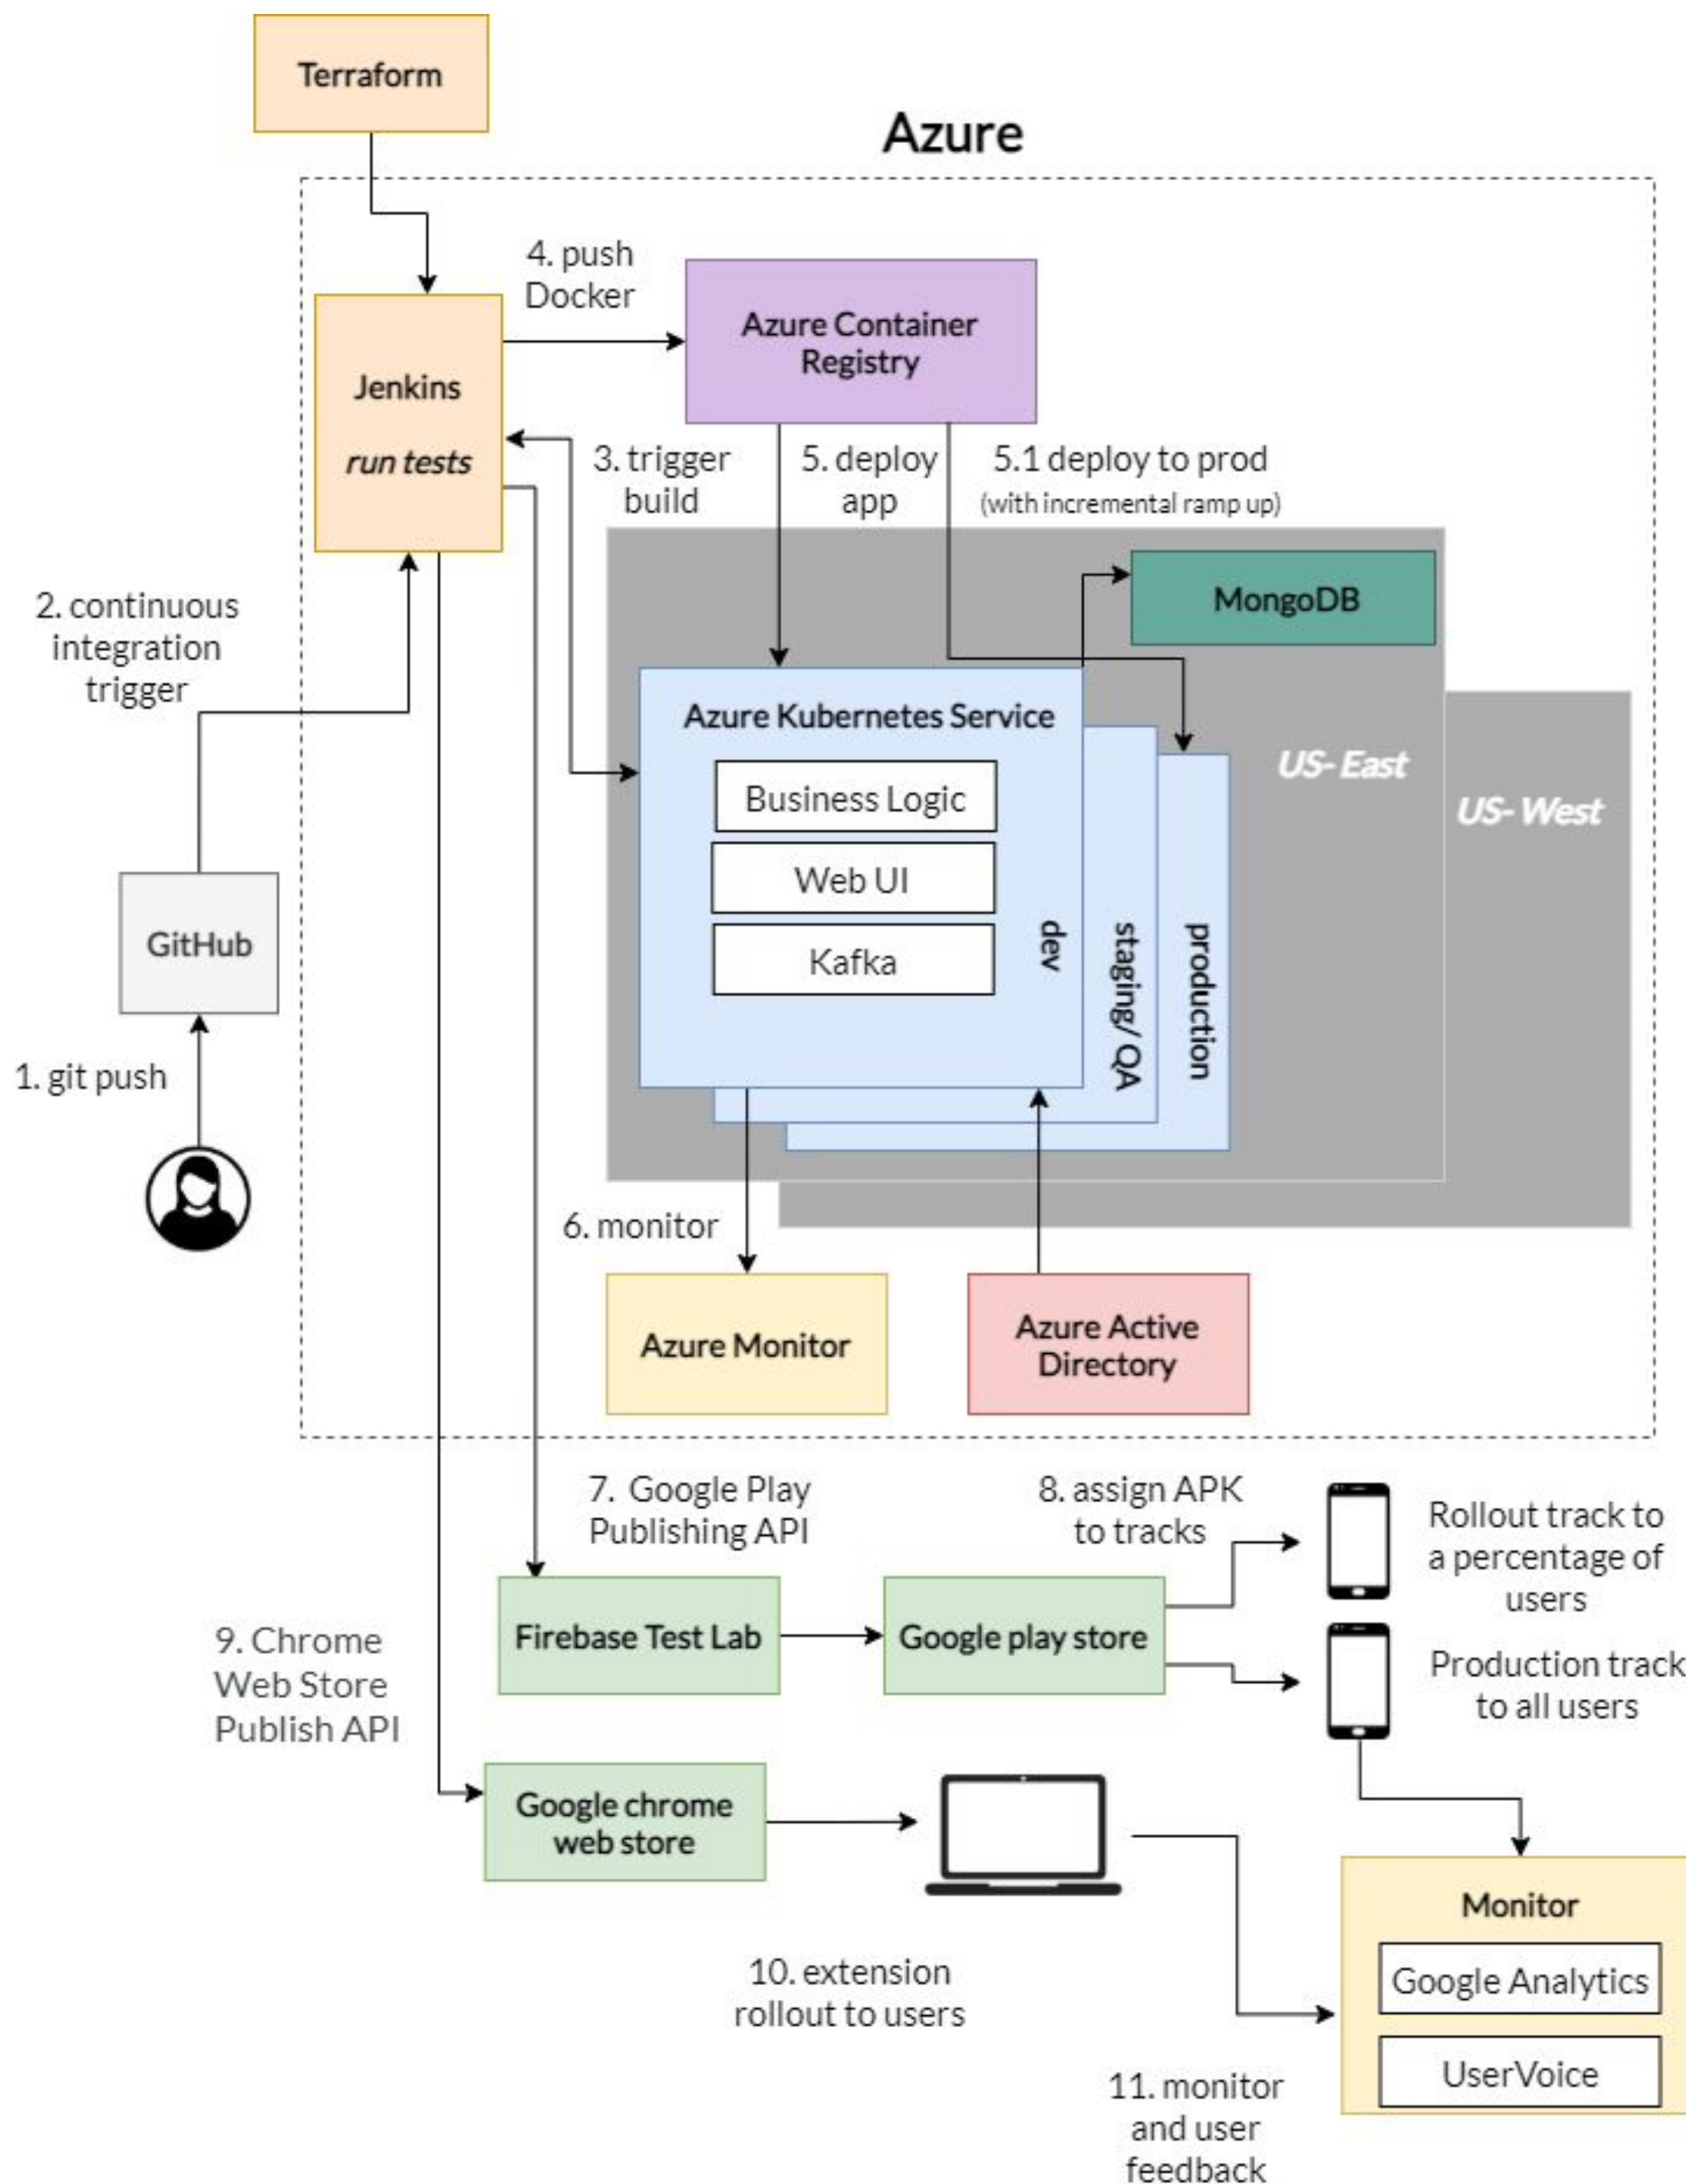 Terraform
Azure
4. push
Docker
Azure Container
Registry
Jenkins
run tests
3. trigger
build
5. deploy
app
5.1 deploy to prod
(with incremental ramp up)
MongoDB
2. continuous
integration
trigger
Azure Kubernetes Service
Business Logic
Web UI
Kafka
dev
staging/ QA
production
US- East
US- West
GitHub
1. git push
6. monitor
Azure Monitor
Azure Active
Directory
7. Google Play
Publishing API
8. assign APK
to tracks
Rollout track to
a percentage of
users
Firebase Test Lab
Google play store
Production track
to all users
9. Chrome
Web Store
Publish API
Google chrome
web store
10. extension
rollout to users
Monitor
Google Analytics
UserVoice
11. monitor
and user
feedback